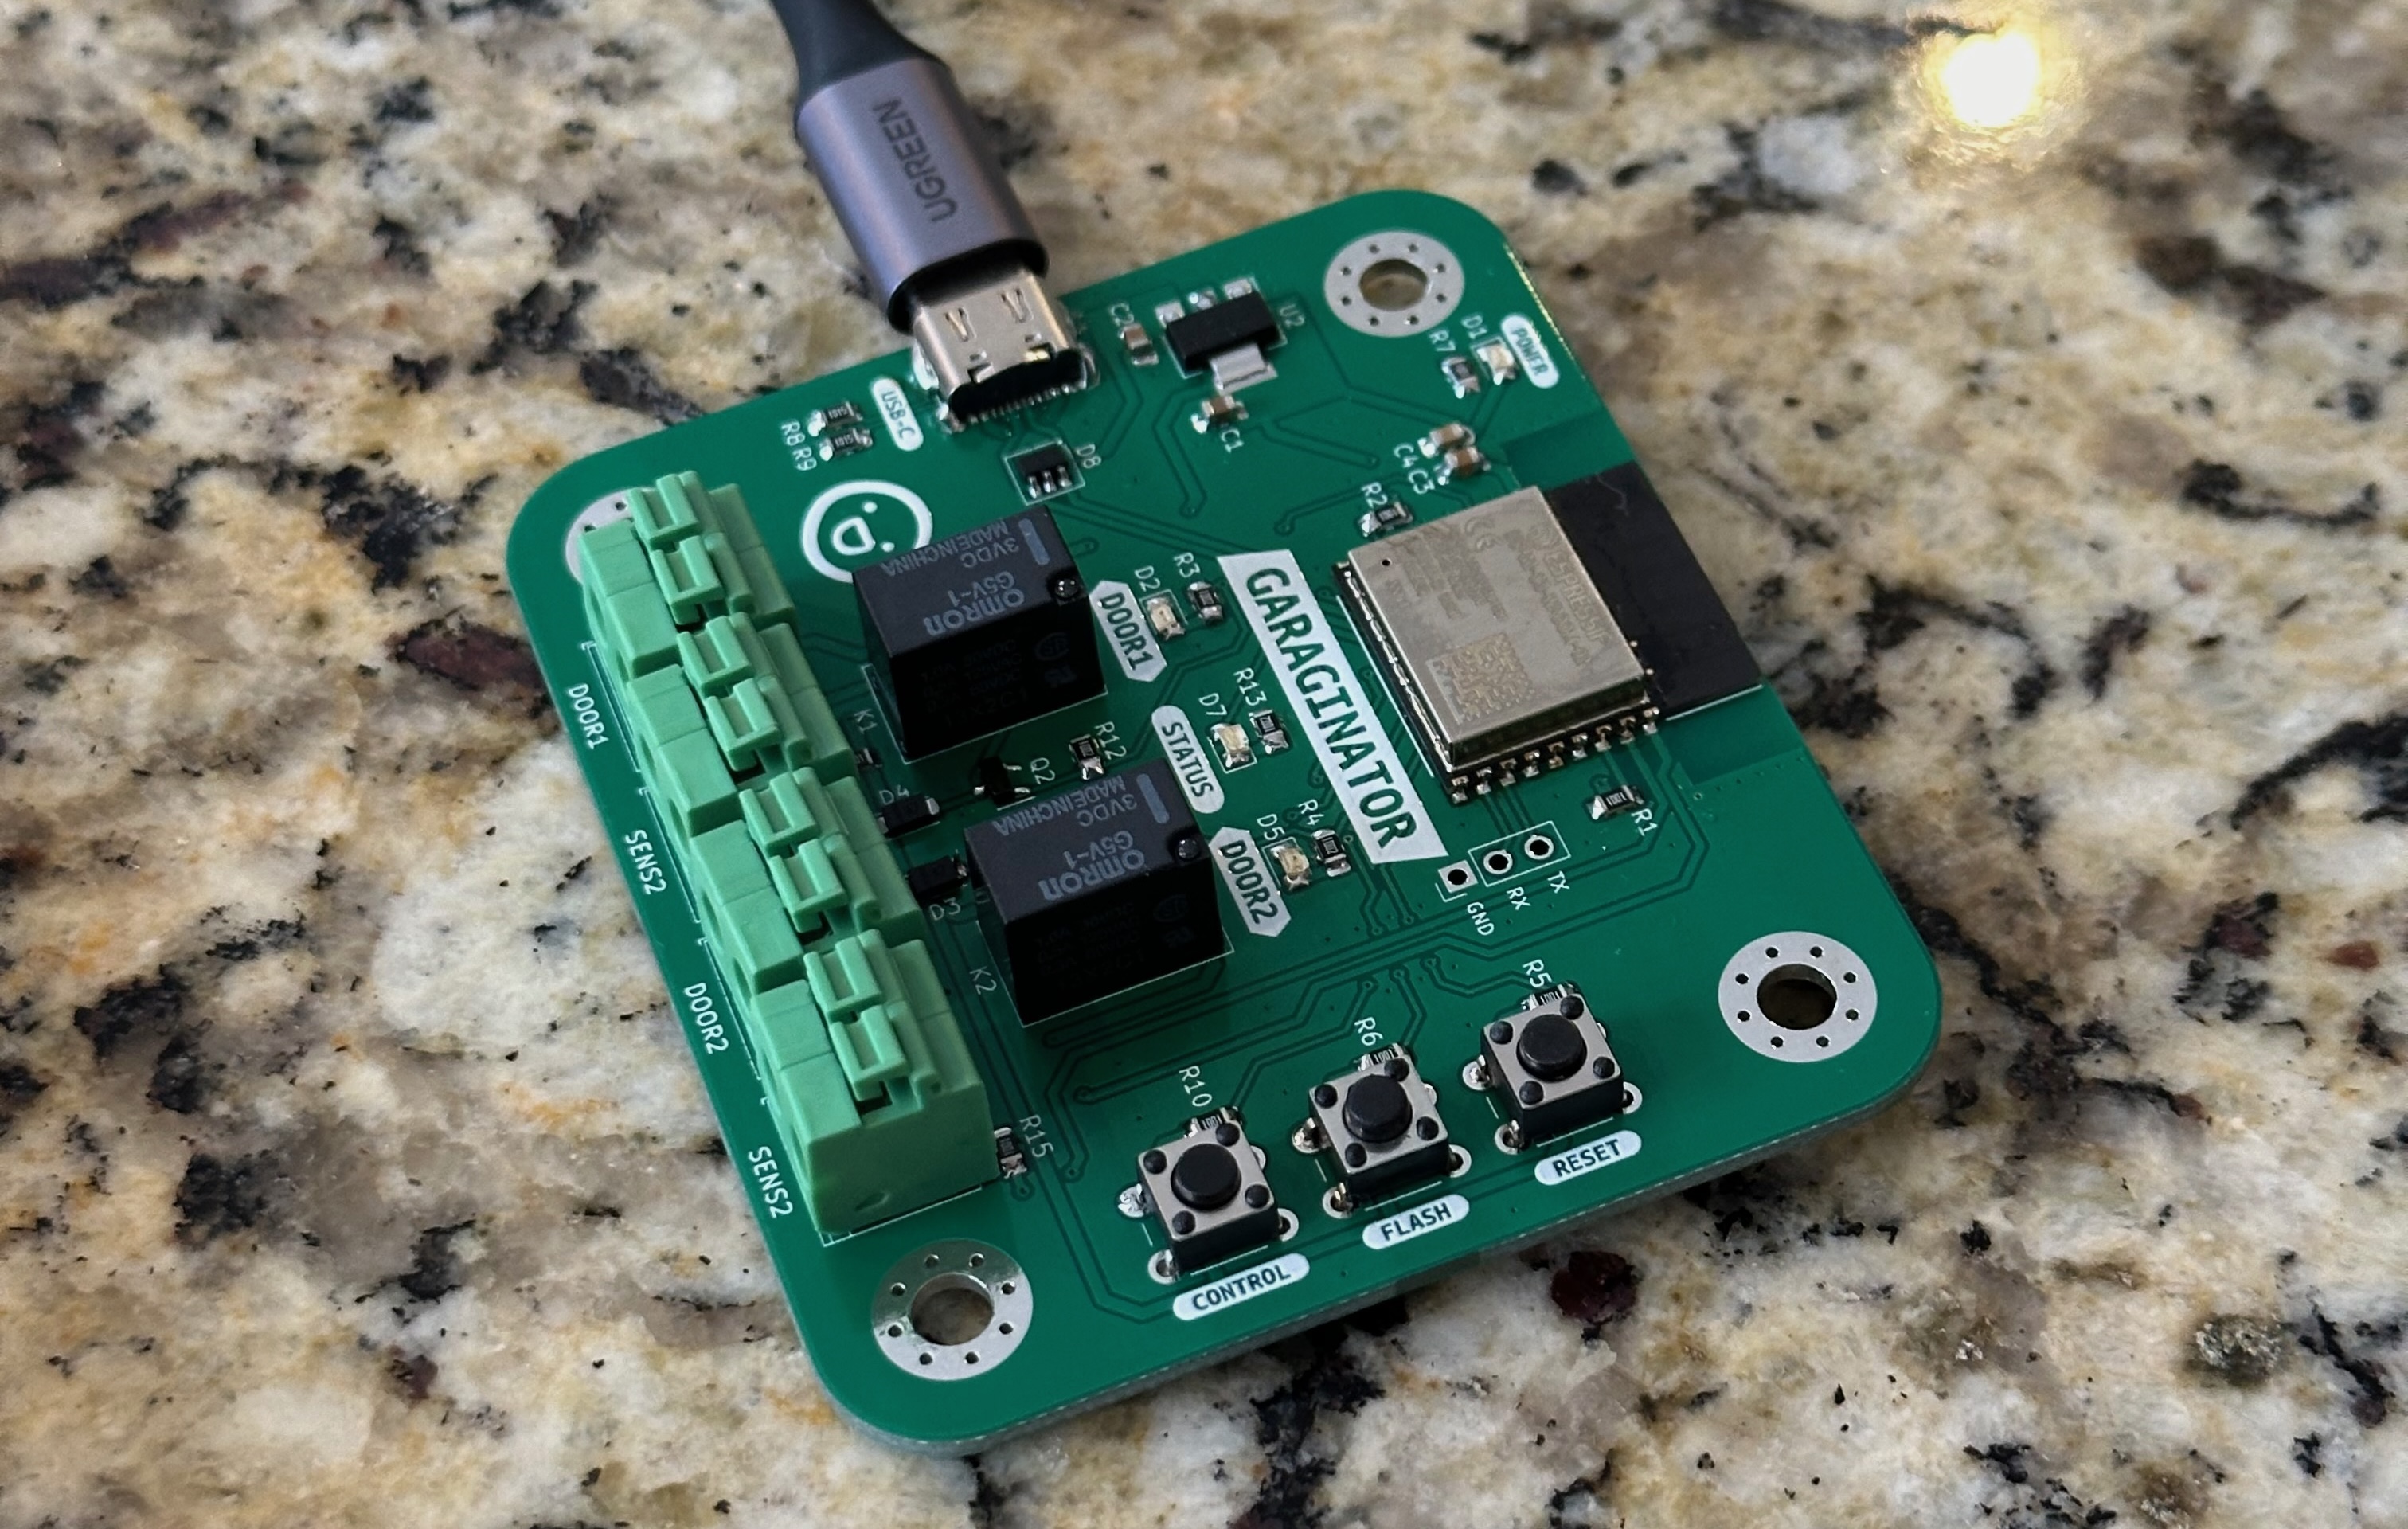 UGREEN
USB-C
R8
R9
C2
U2
C1
D8
D1
R7
POWER
C4
C3
R2
DOOR1
SENS2
DOOR2
SENS2
MADEINCHINA
3VDC
G5V-1
OMRON
K1
DOOR1
D2
R3
R13
D7
STATUS
R12
Q2
D4
D3
MADEINCHINA
3VDC
G5V-1
OMRON
K2
DOOR2
D5
R4
GARAGINATOR
R1
TX
RX
GND
R5
R6
R10
R15
RESET
FLASH
CONTROL